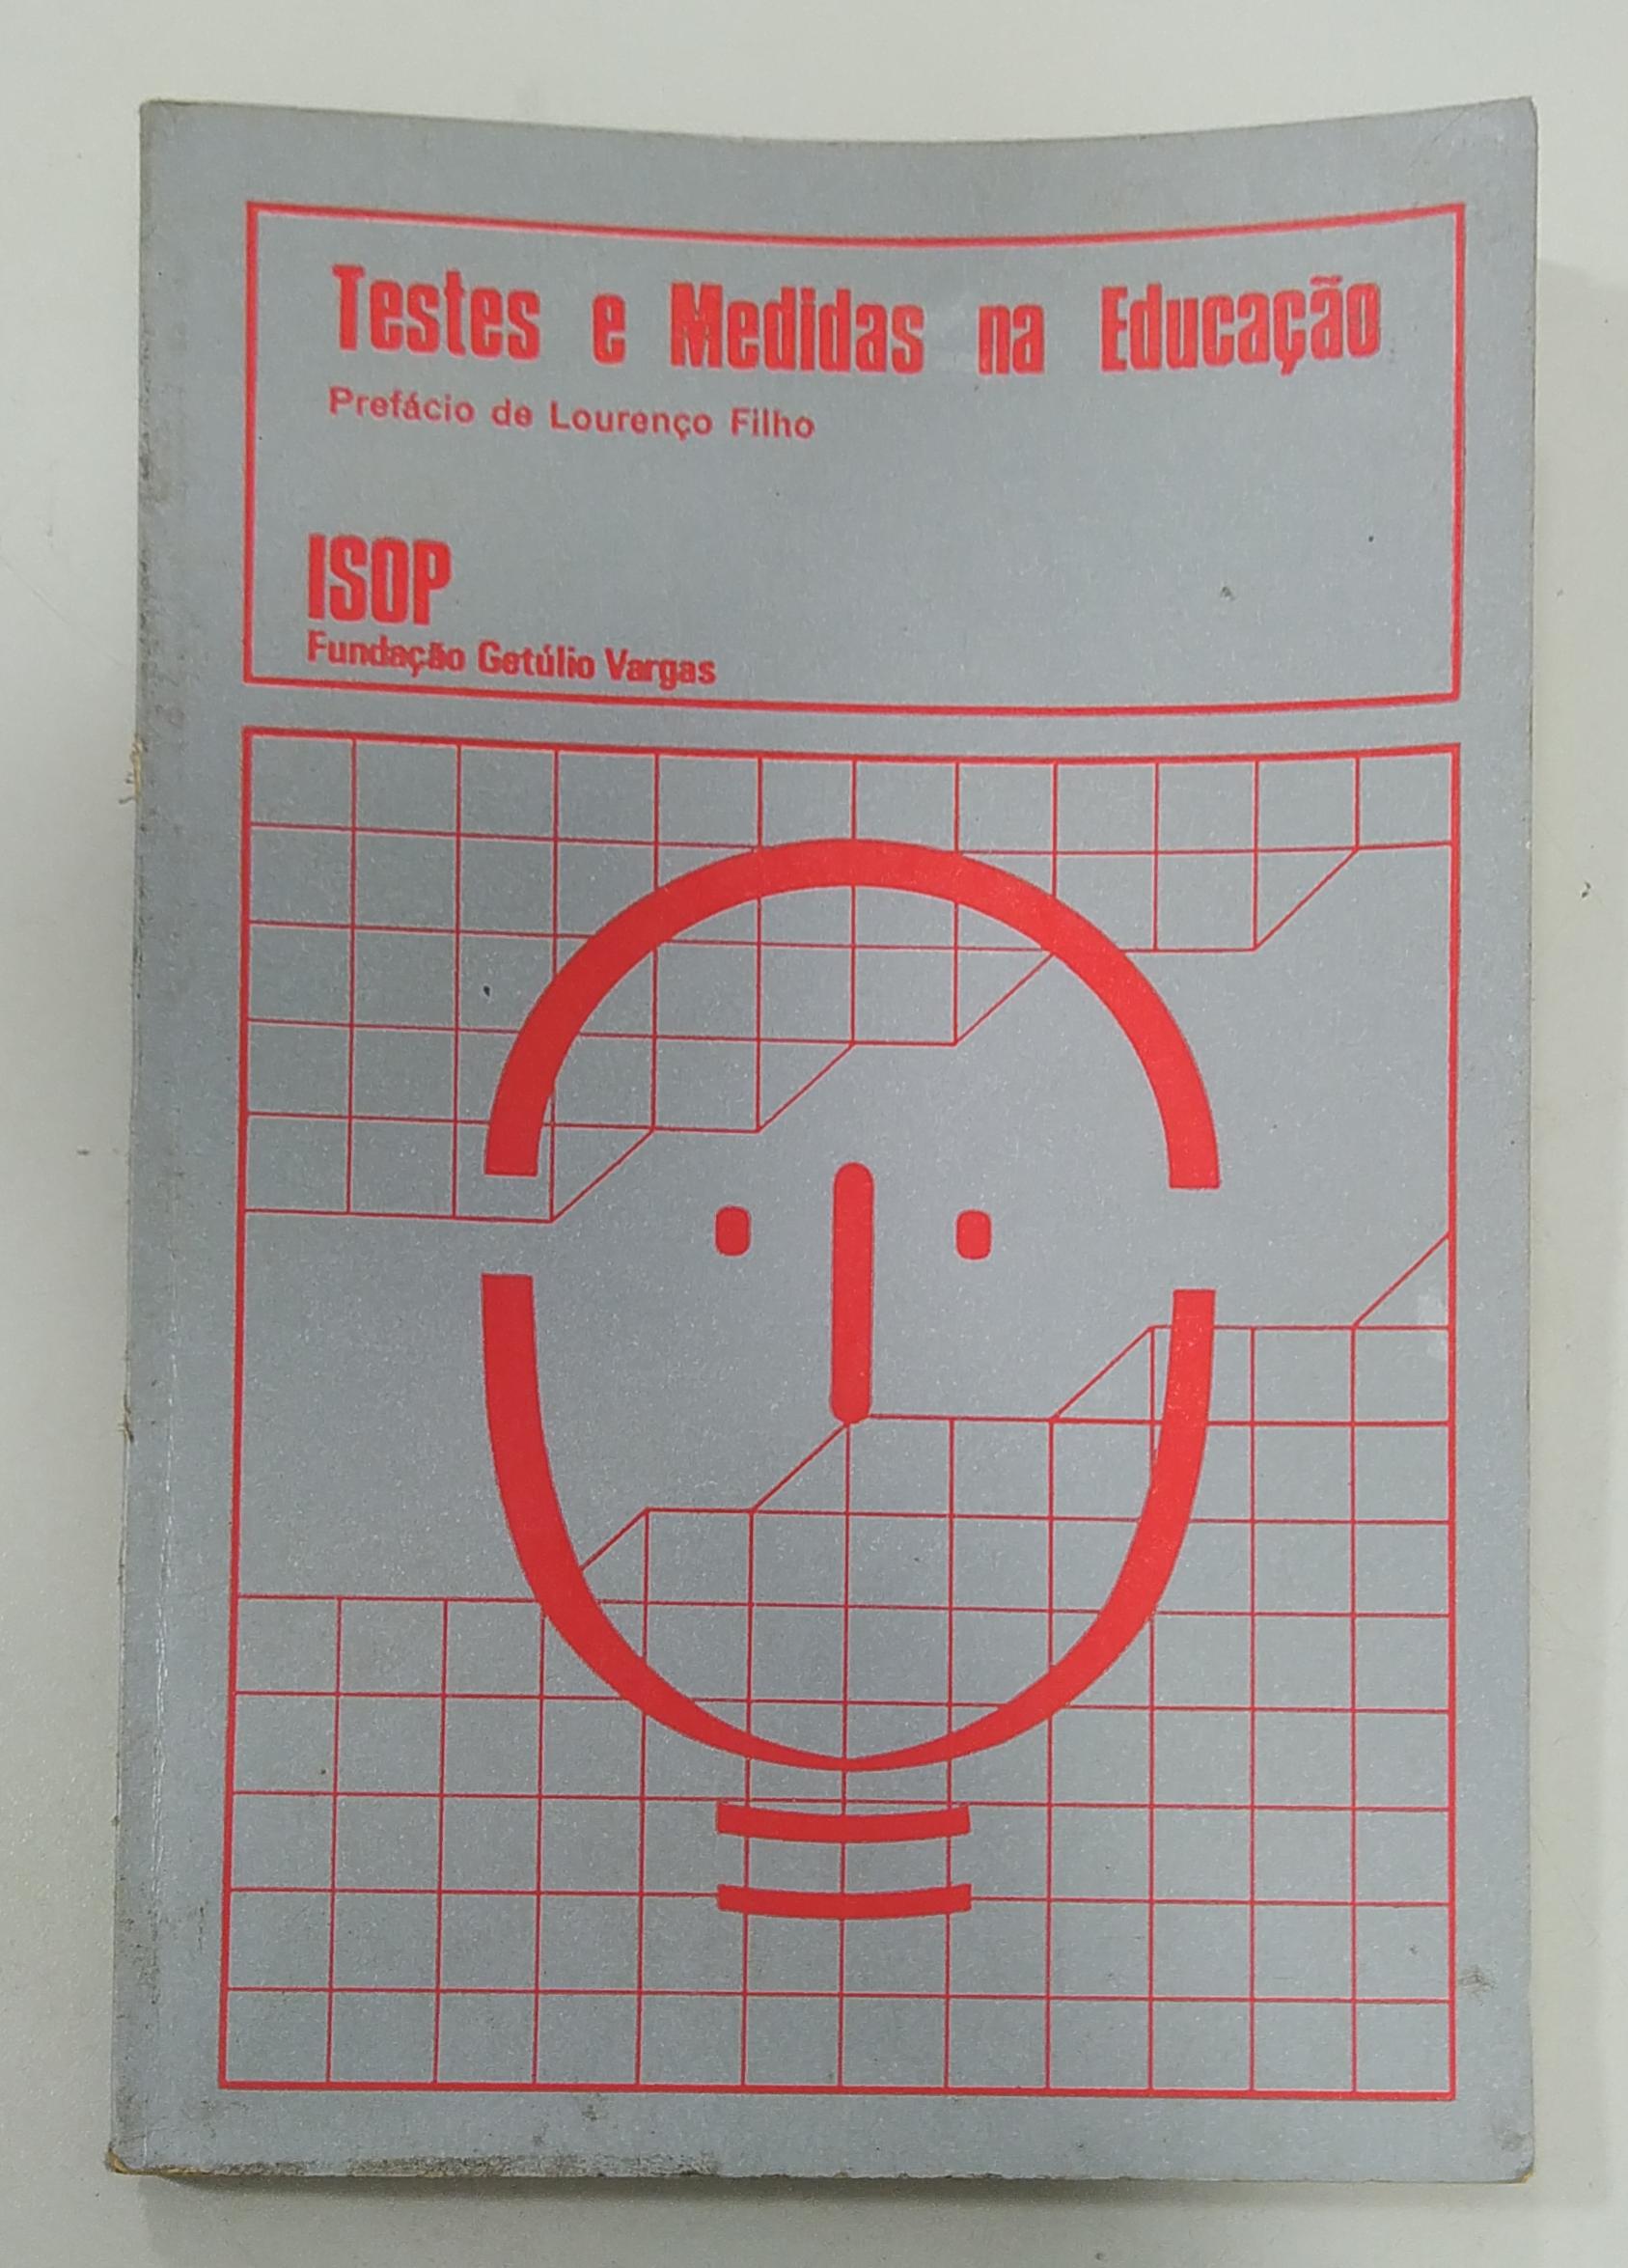 Testes e Medidas na Educação
Prefácio de Lourenço Filho
ISOP
Fundação Getúlio Vargas